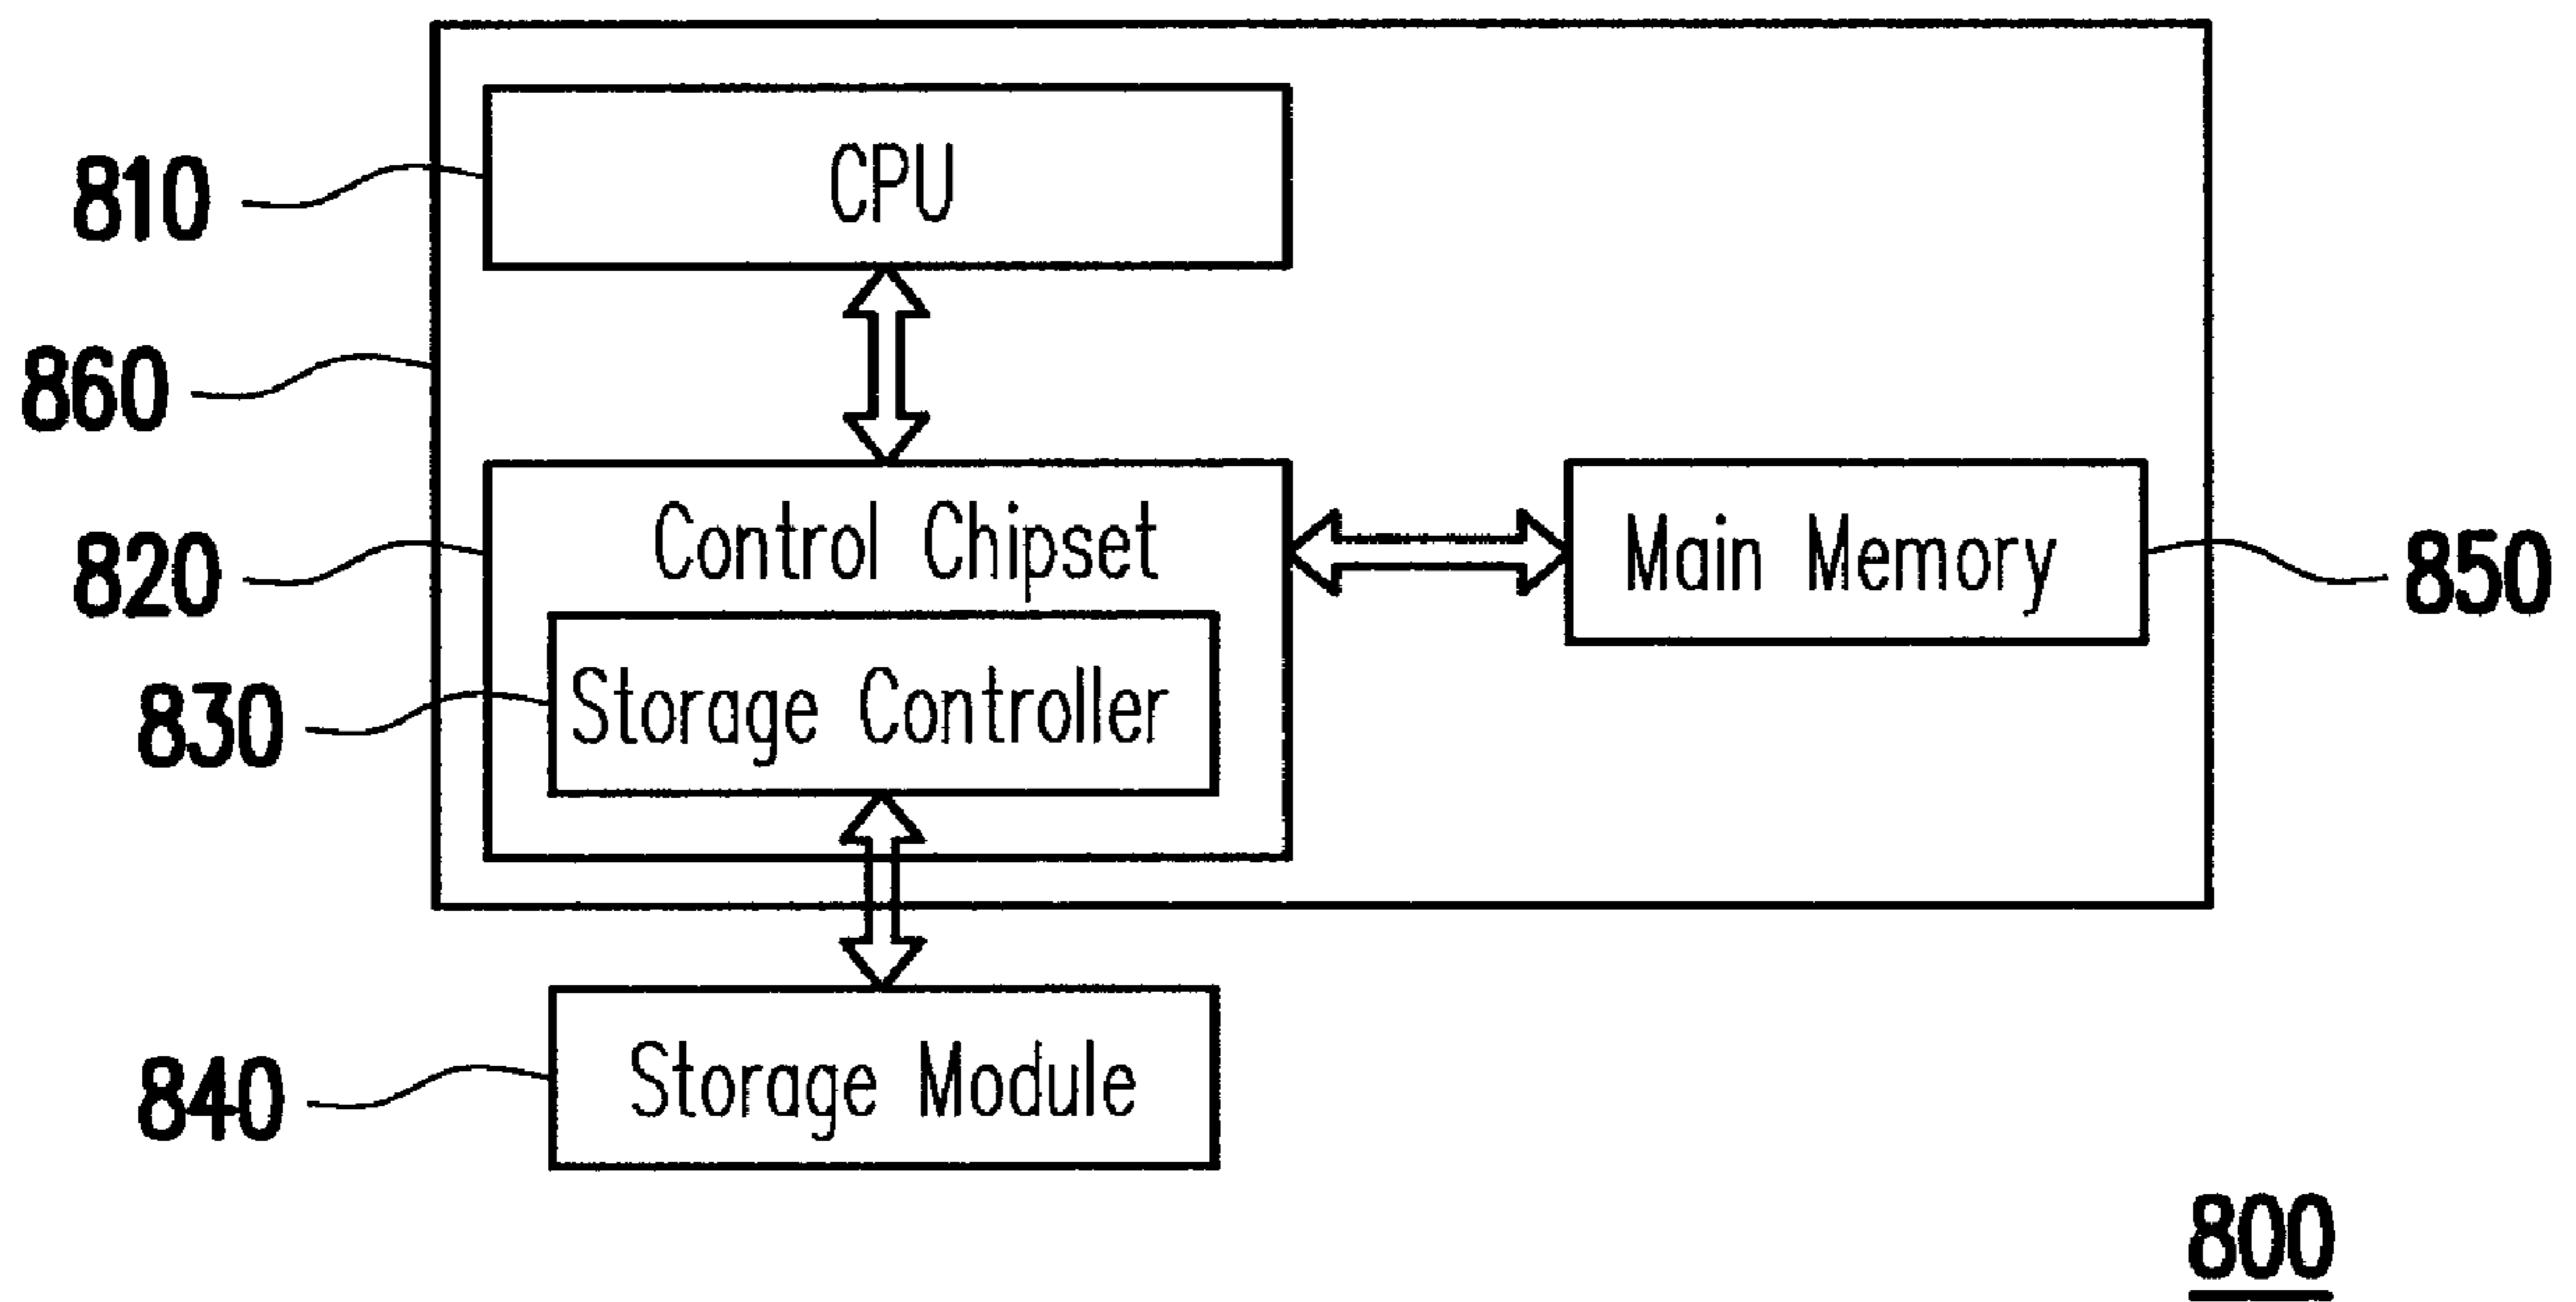 CPU
810
860
Control Chipset
820
Main Memory
850
Storage Controller
830
Storage Module
840
800